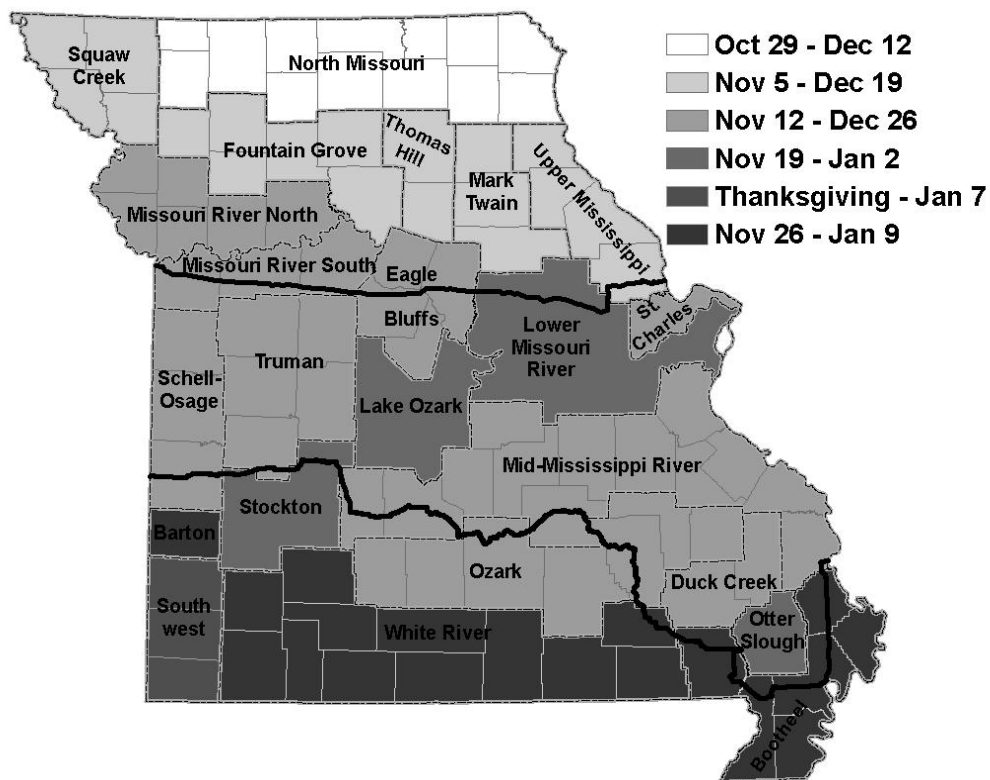 Squaw
Creek
North Missouri
Oct 29 - Dec 12
Nov 5 - Dec 19
Nov 12 - Dec 26
Nov 19 - Jan 2
Thanksgiving - Jan 7
Nov 26 - Jan 9
Fountain Grove
Thomas
Hill
Mark
Twain
Upper Mississippi
Missouri River North
Missouri River South
Eagle
Bluffs
St
Charles
Lower
Missouri
River
Truman
Schell-
Osage
Lake Ozark
Mid-Mississippi River
Stockton
Barton
Ozark
Duck Creek
South
west
White River
Otter
Slough
Bootheel